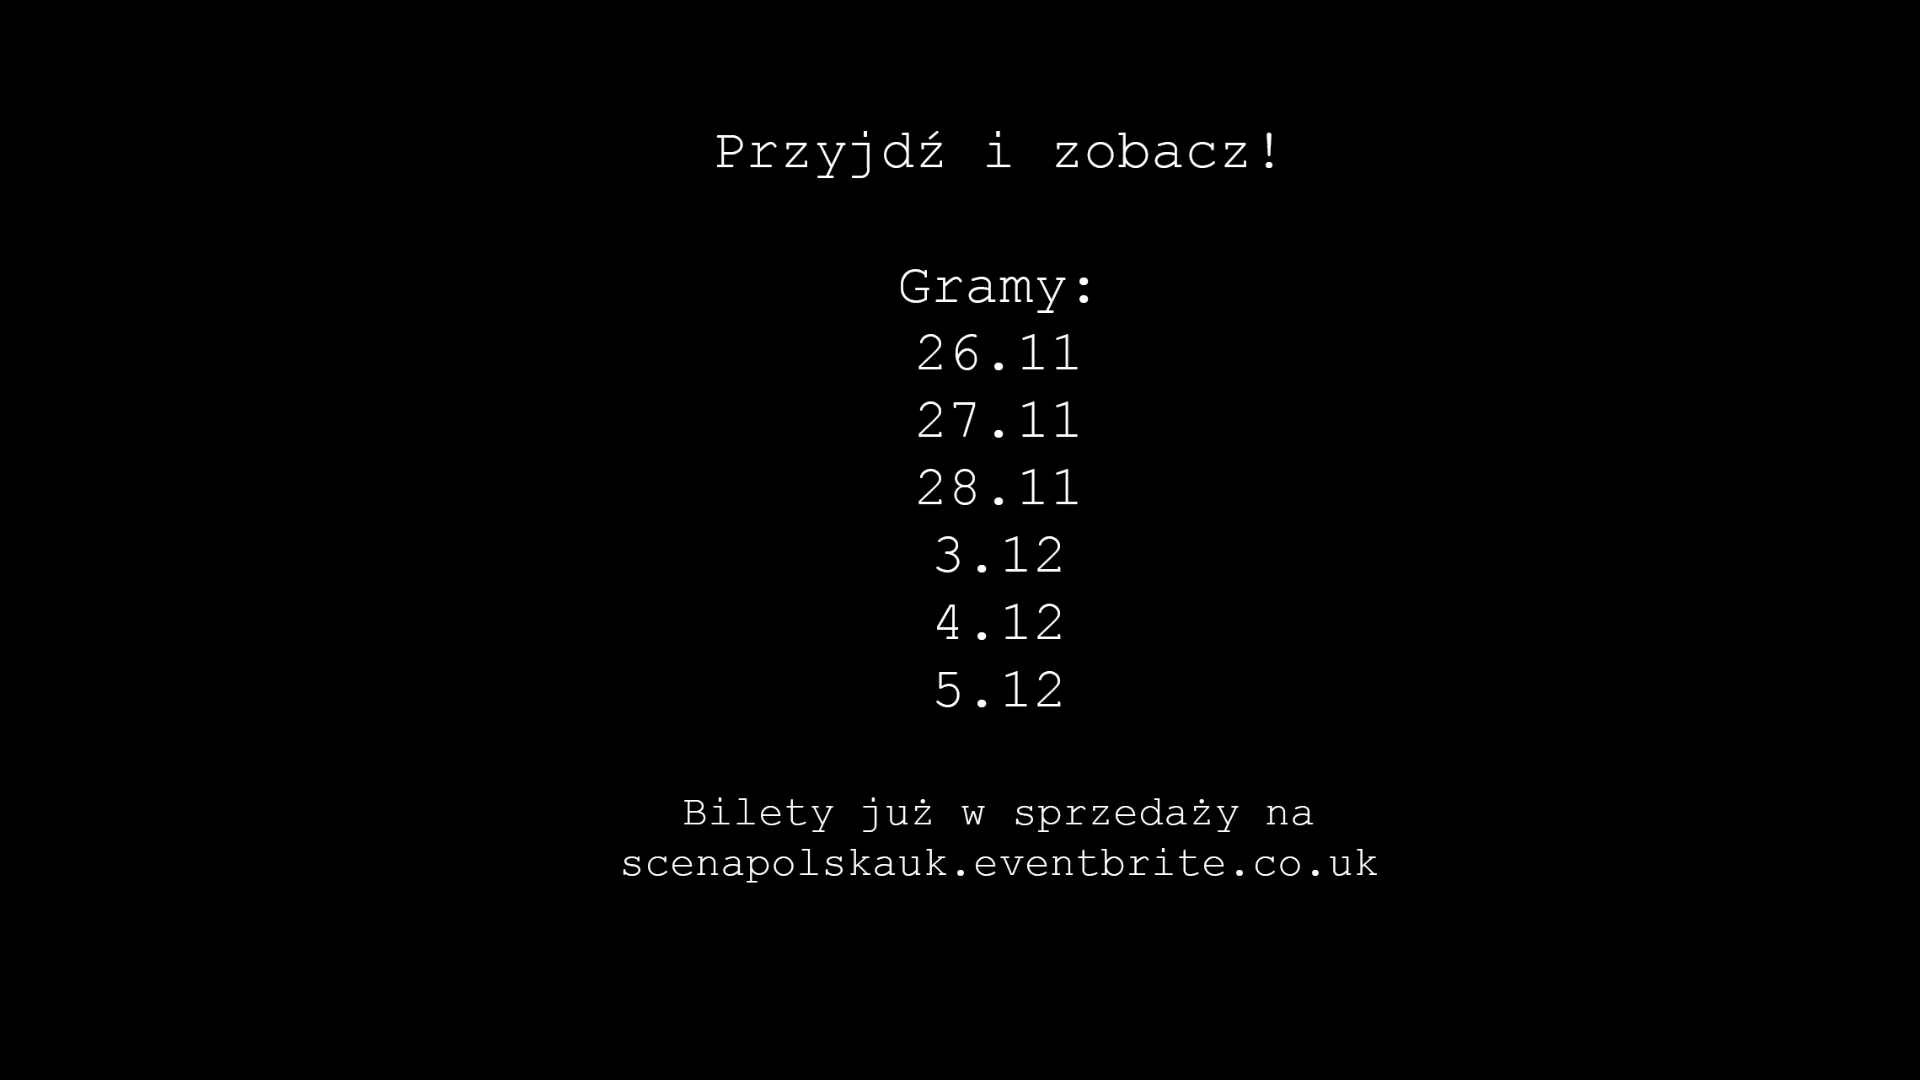 Przyjdź i zobacz!
Gramy:
26.11
27.11
28.11
3.12
4.12
5.12
Bilety już w sprzedaży na
scenapolskauk.eventbrite.co.uk